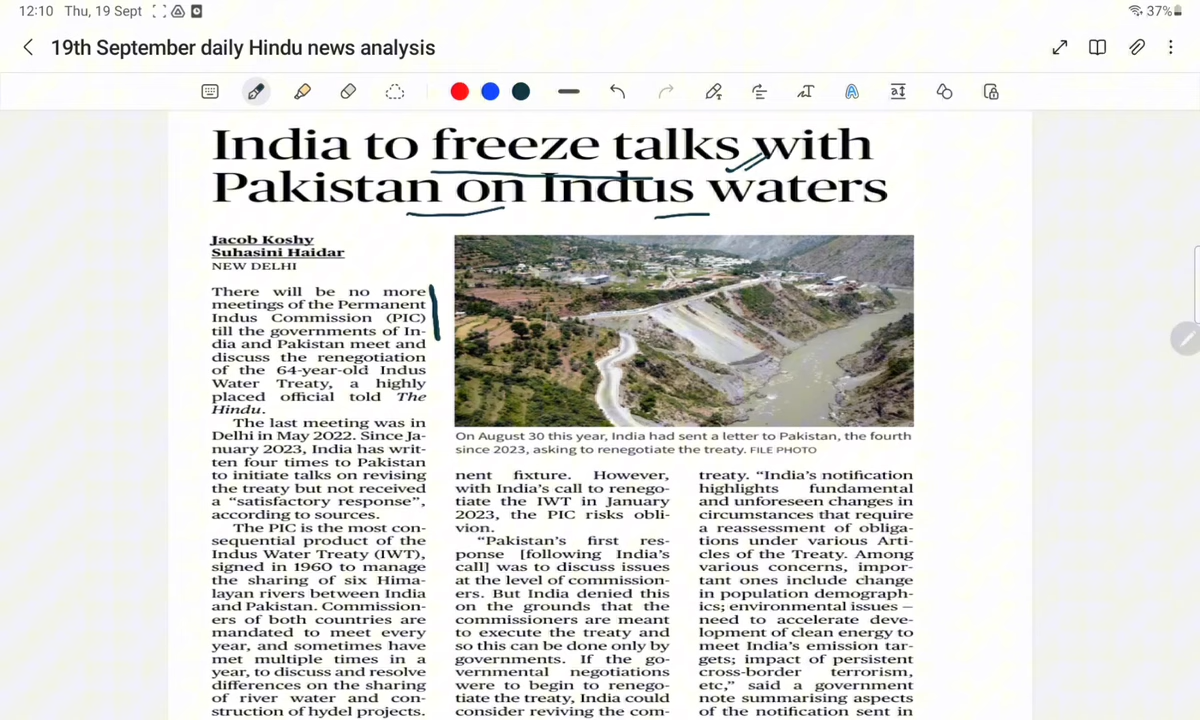 12:10 Thu, 19 Sept
37%
19th September daily Hindu news analysis
India to freeze talks with
Pakistan on Indus waters
Jacob Koshy
Suhasini Haidar
NEW DELHI
There will be no more
meetings of the Permanent
Indus Commission (PIC)
till the governments of In-
dia and Pakistan meet and
discuss the renegotiation
of the 64-year-old Indus
Water Treaty, a highly
placed official told The
Hindu.
The last meeting was in
Delhi in May 2022. Since Ja-
nuary 2023, India has writ-
ten four times to Pakistan
to initiate talks on revising
the treaty but not received
a “satisfactory response”,
according to sources.
The PIC is the most con-
sequential product of the
Indus Water Treaty (IWT),
signed in 1960 to manage
the sharing of six Hima-
layan rivers between India
and Pakistan. Commission-
ers of both countries are
mandated to meet every
year, and sometimes have
met multiple times in a
year, to discuss and resolve
differences on the sharing
of river water and con-
struction of hydel projects.
On August 30 this year, India had sent a letter to Pakistan, the fourth
since 2023, asking to renegotiate the treaty. FILE PHOTO
nent fixture. However,
with India’s call to renego-
tiate the IWT in January
2023, the PIC risks obli-
vion.
“Pakistan’s first res-
ponse [following India’s
call] was to discuss issues
at the level of commission-
ers. But India denied this
on the grounds that the
commissioners are meant
to execute the treaty and
so this can be done only by
governments. If the go-
vernmental negotiations
were to begin to renego-
tiate the treaty, India could
consider reviving the com-
treaty. “India’s notification
highlights fundamental
and unforeseen changes in
circumstances that require
a reassessment of obliga-
tions under various Arti-
cles of the Treaty. Among
various concerns, impor-
tant ones include change
in population demograph-
ics; environmental issues —
need to accelerate deve-
lopment of clean energy to
meet India’s emission tar-
gets; impact of persistent
cross-border terrorism,
etc,” said a government
note summarising aspects
of the notification sent in